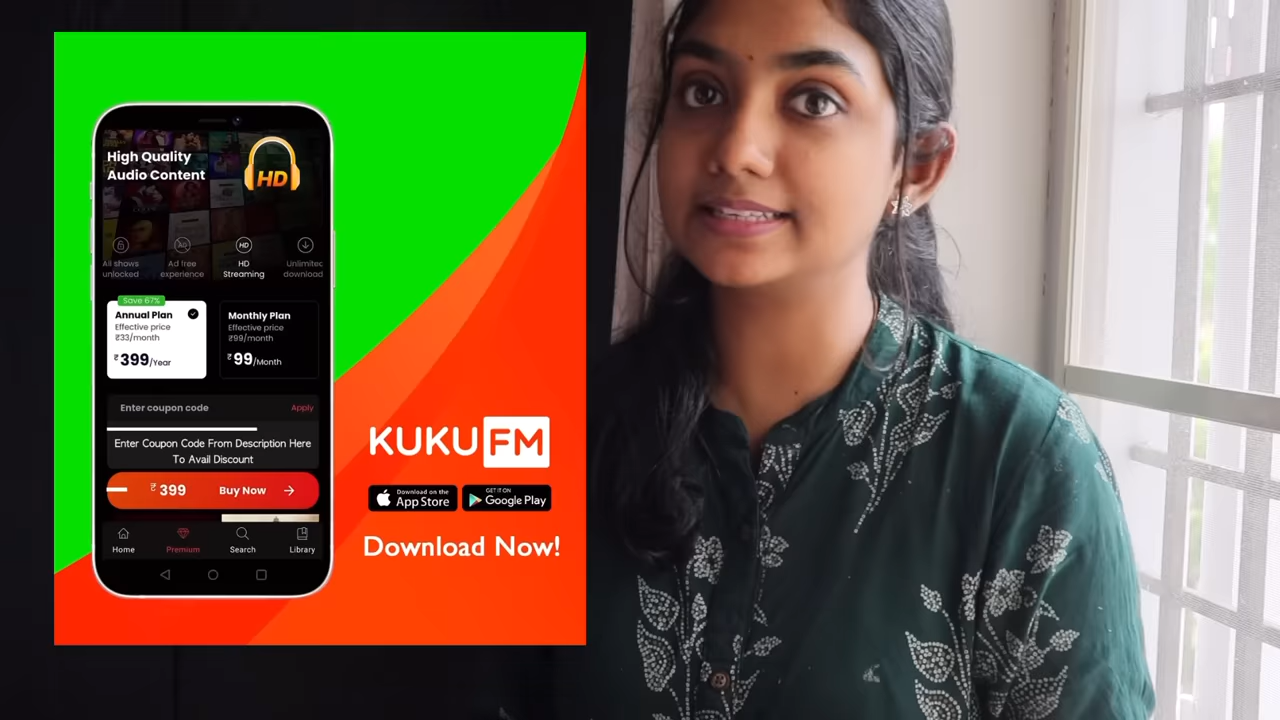 High Quality
Audio Content
HD
All shows
unlocked
Ad free
experience
HD
HD
Streaming
Unlimited
download
Save 67%
Annual Plan
Effective price
₹33/month
₹399/Year
Monthly Plan
Effective price
₹99/month
₹99/Month
Enter coupon code
Apply
Enter Coupon Code From Description Here
To Avail Discount
₹ 399
Buy Now
Home
Premium
Search
Library
KUKU FM
Download on the
App Store
GET IT ON
Google Play
Download Now!